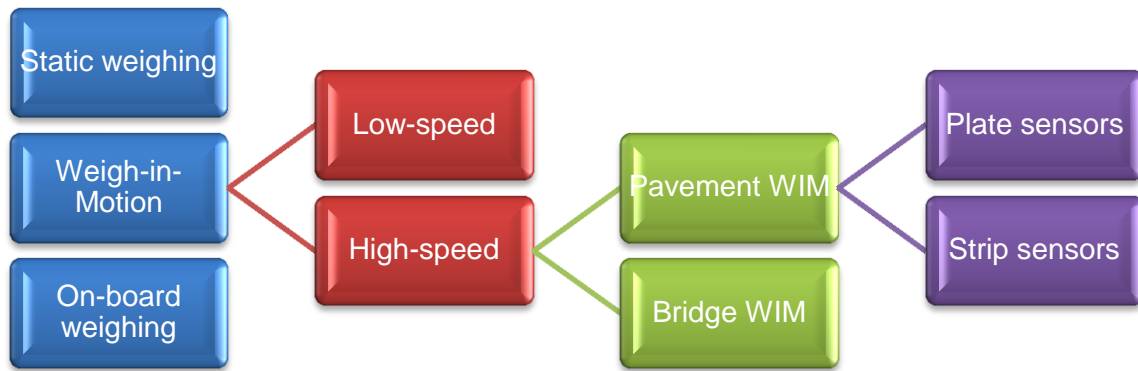 Static weighing
Weigh-in-
Motion
On-board
weighing
Low-speed
High-speed
Pavement WIM
Bridge WIM
Plate sensors
Strip sensors